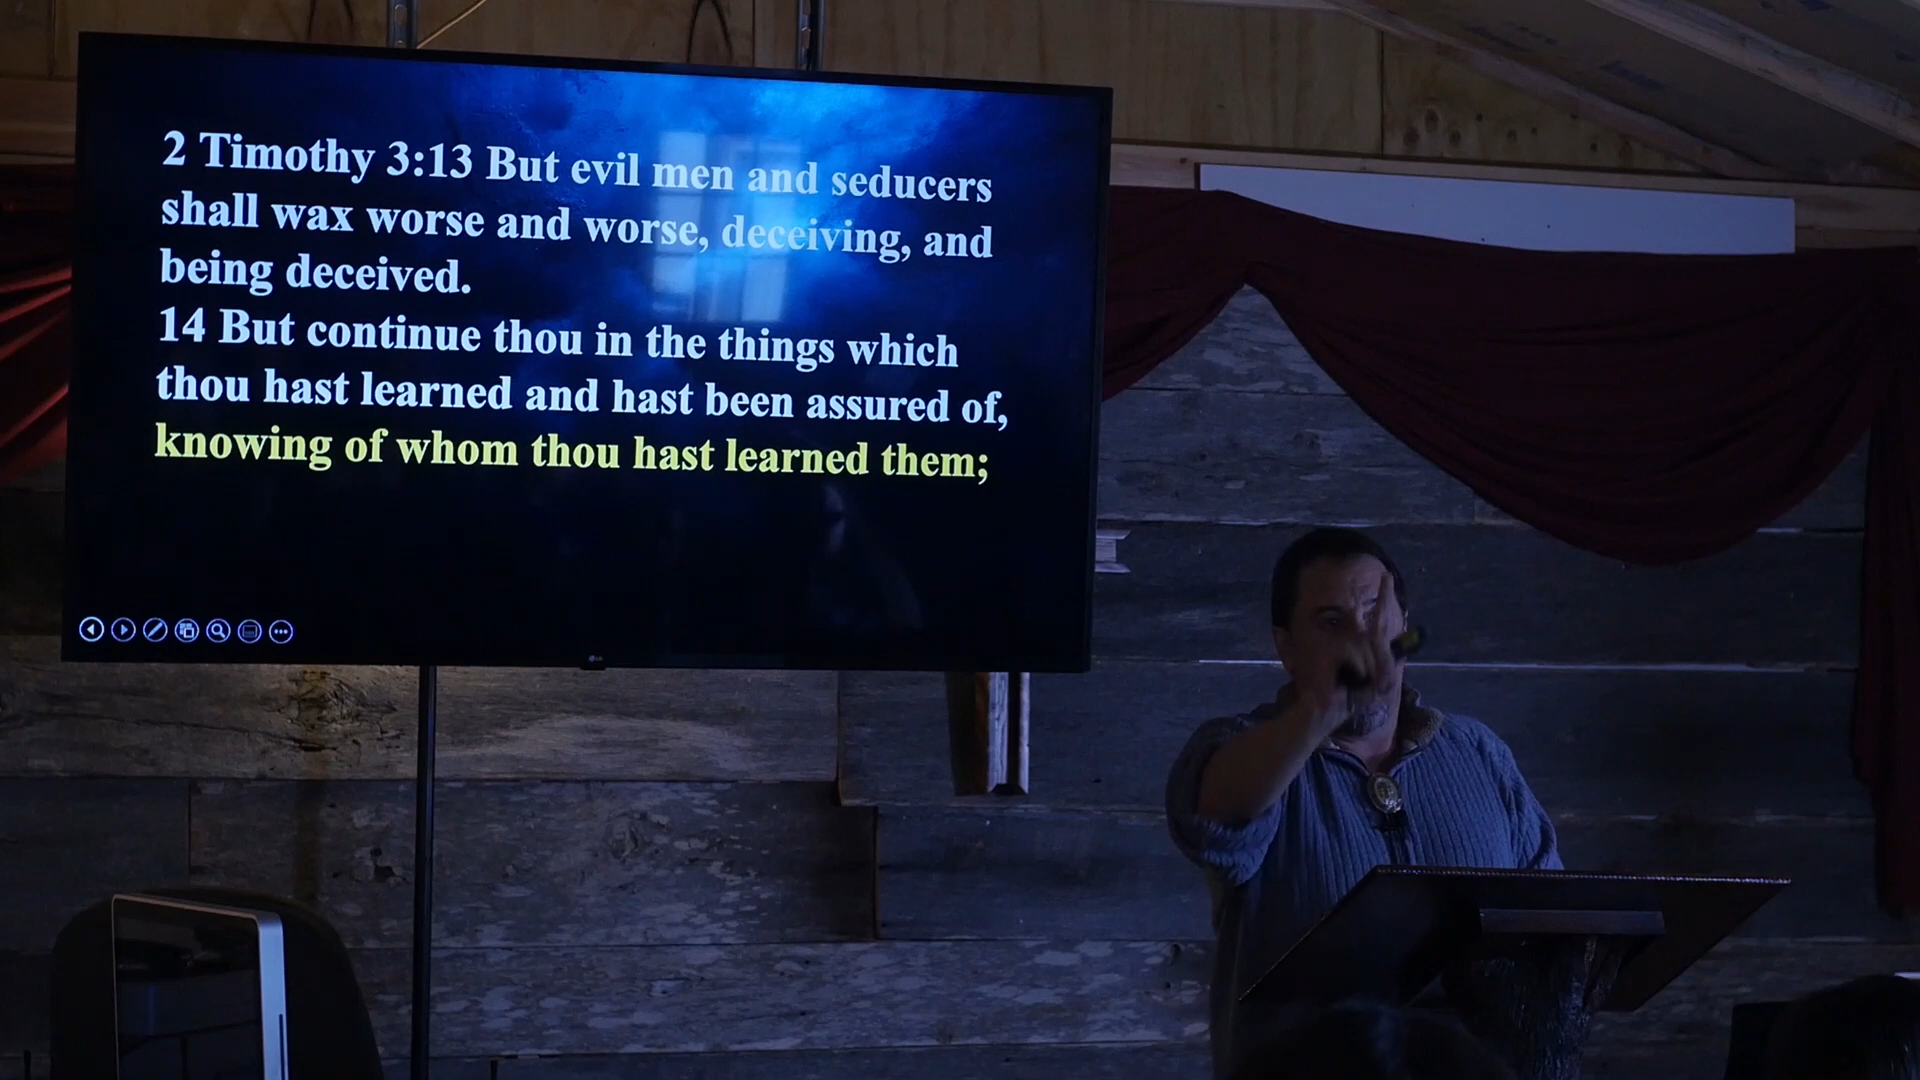 2 Timothy 3:13 But evil men and seducers
shall wax worse and worse, deceiving, and
being deceived.
14 But continue thou in the things which
thou hast learned and hast been assured of,
knowing of whom thou hast learned them;
LG